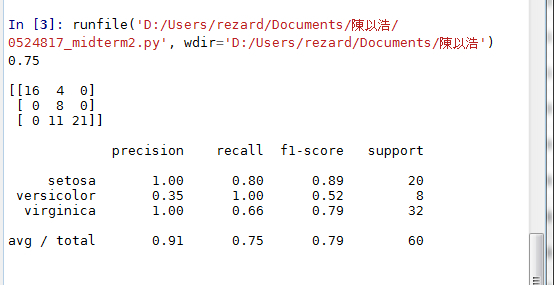 In [3]: runfile('D:/Users/rezard/Documents/陳以浩/
0524817_midterm2.py', wdir='D:/Users/rezard/Documents/陳以浩')
0.75
[[16  4  0]
 [ 0  8  0]
 [ 0 11 21]]
             precision    recall  f1-score   support
     setosa       1.00      0.80      0.89        20
 versicolor       0.35      1.00      0.52         8
  virginica       1.00      0.66      0.79        32
avg / total       0.91      0.75      0.79        60